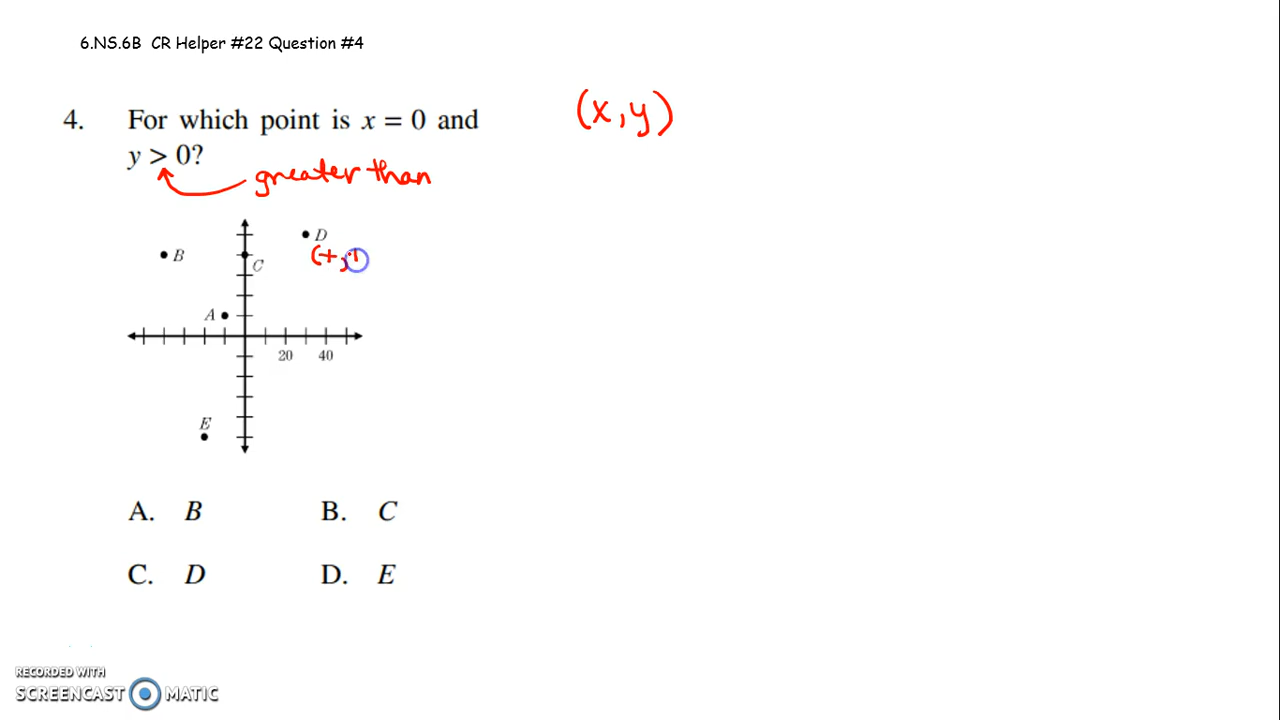 6.NS.6B CR Helper #22 Question #4
4. For which point is x = 0 and
y > 0?
(x,y)
greater than
D
B
C
(+,
A
20 40
E
A. B B. C
C. D D. E
RECORDED WITH
SCREENCAST MATIC